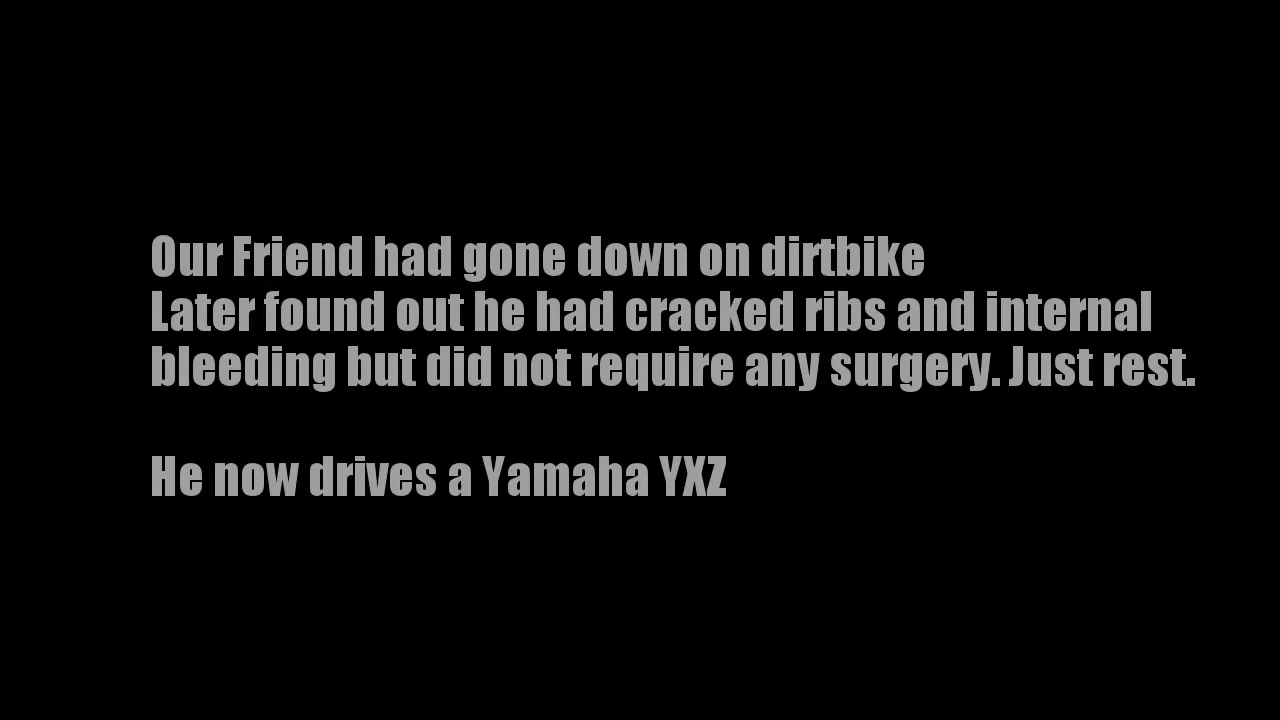 Our Friend had gone down on dirtbike
Later found out he had cracked ribs and internal
bleeding but did not require any surgery. Just rest.
He now drives a Yamaha YXZ